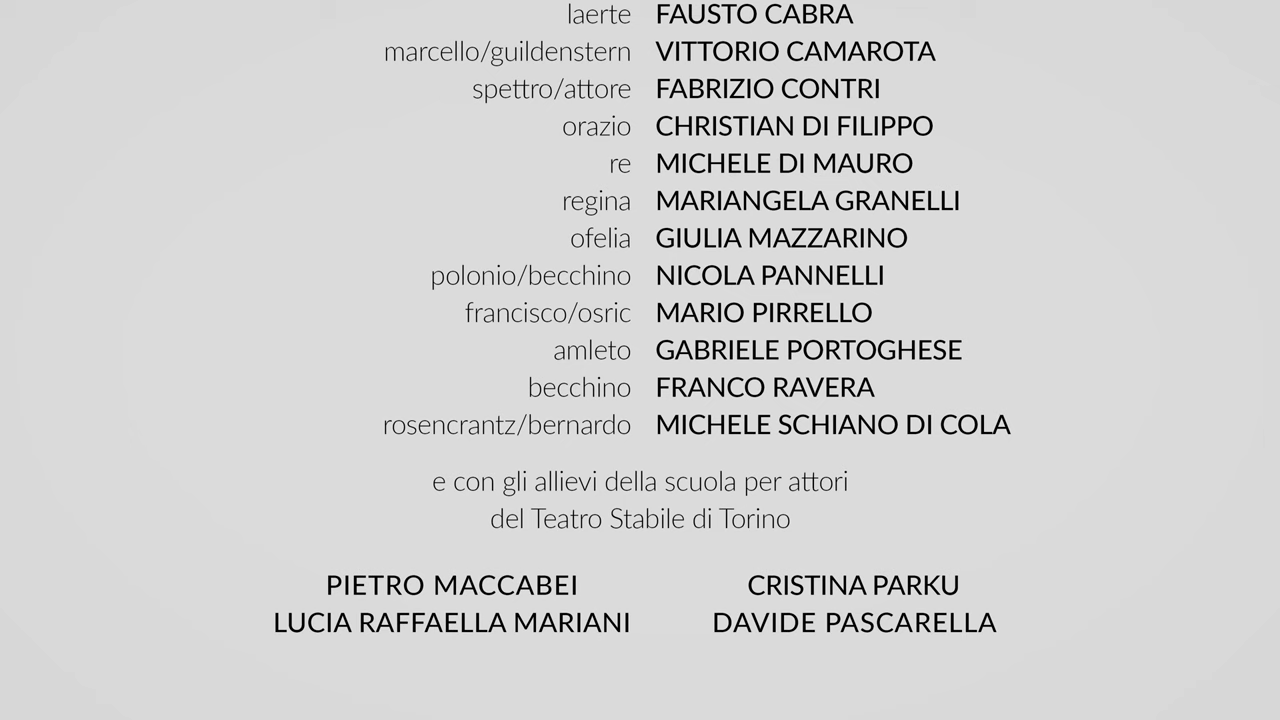 laerte FAUSTO CABRA
marcello/guildenstern VITTORIO CAMAROTA
spettro/attore FABRIZIO CONTRI
orazio CHRISTIAN DI FILIPPO
re MICHELE DI MAURO
regina MARIANGELA GRANELLI
ofelia GIULIA MAZZARINO
polonio/becchino NICOLA PANNELLI
francisco/osric MARIO PIRRELLO
amleto GABRIELE PORTOGHESE
becchino FRANCO RAVERA
rosencrantz/bernardo MICHELE SCHIANO DI COLA
e con gli allievi della scuola per attori
del Teatro Stabile di Torino
PIETRO MACCABEI CRISTINA PARKU
LUCIA RAFFAELLA MARIANI DAVIDE PASCARELLA